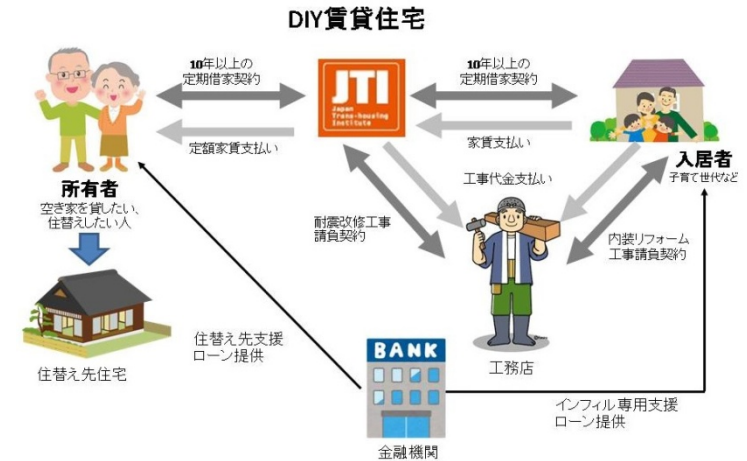 DIY賃貸住宅
10年以上の
定期借家契約
JTI
Japan
Trans-housing
Institute
10年以上の
定期借家契約
定額家賃支払い
家賃支払い
所有者
空き家を貸したい、
住替えしたい人
入居者
子育て世代など
工事代金支払い
耐震改修工事
請負契約
内装リフォーム
工事請負契約
住替え先支援
ローン提供
BANK
工務店
住替え先住宅
インフィル専用支援
ローン提供
金融機関